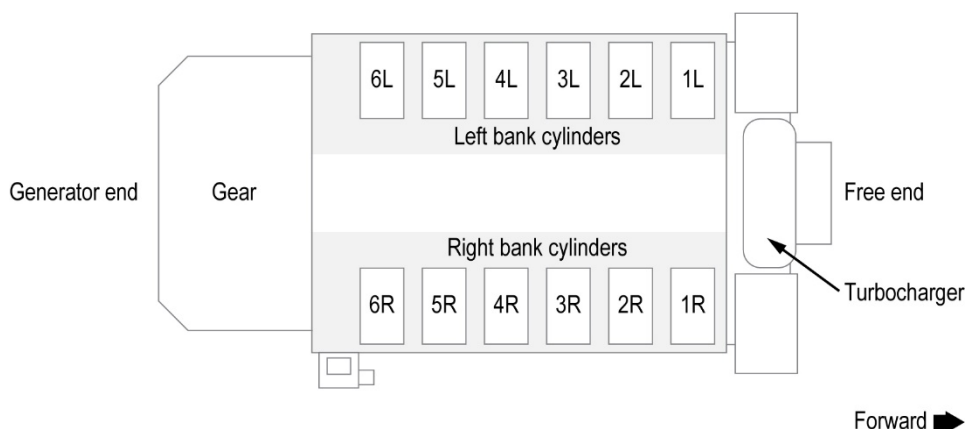 6L 5L 4L 3L 2L 1L
Left bank cylinders
Generator end
Gear
Free end
Right bank cylinders
Turbocharger
6R 5R 4R 3R 2R 1R
Forward